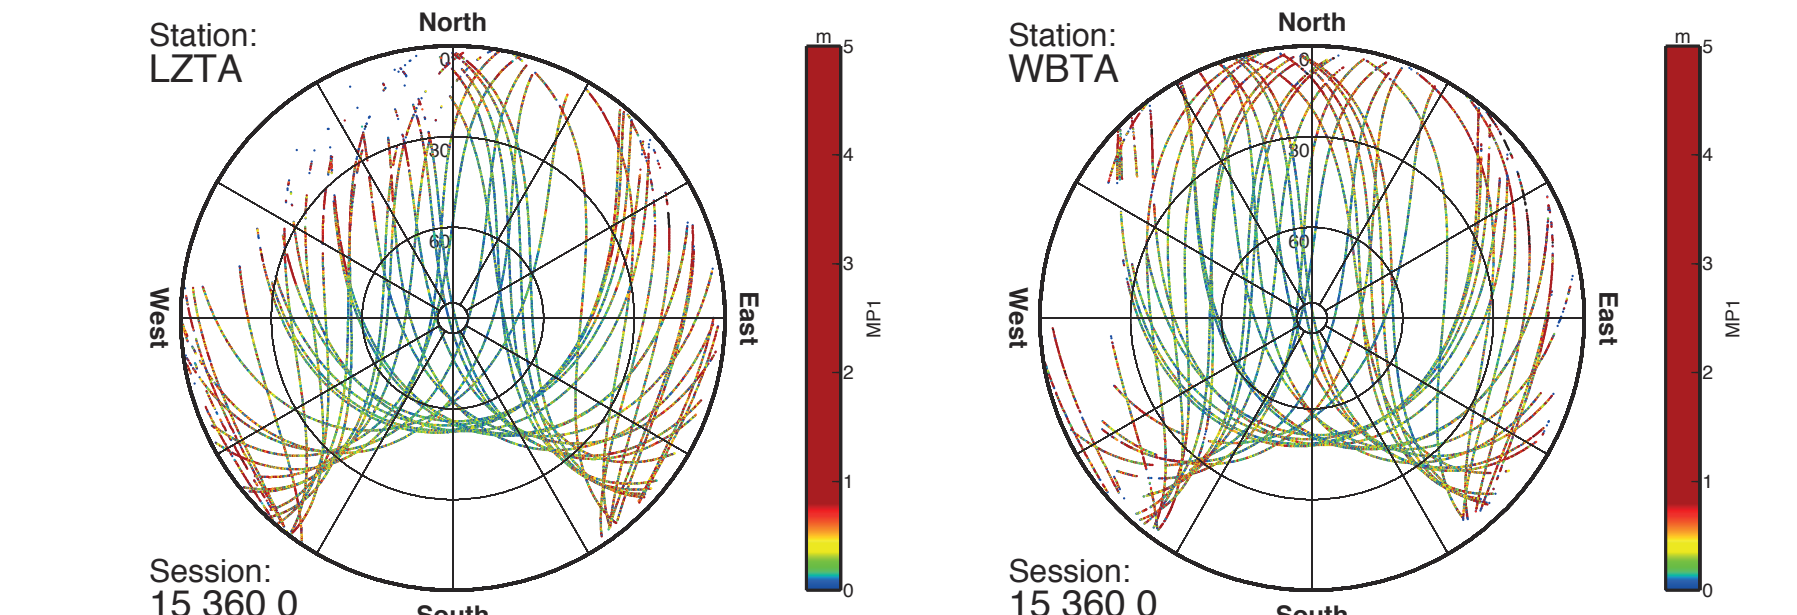 Station:
LZTA
North
0
30
60
West
East
Session:
15 360 0
South
m
5
4
3
2
1
0
MP1
Station:
WBTA
North
0
30
60
West
East
Session:
15 360 0
South
m
5
4
3
2
1
0
MP1